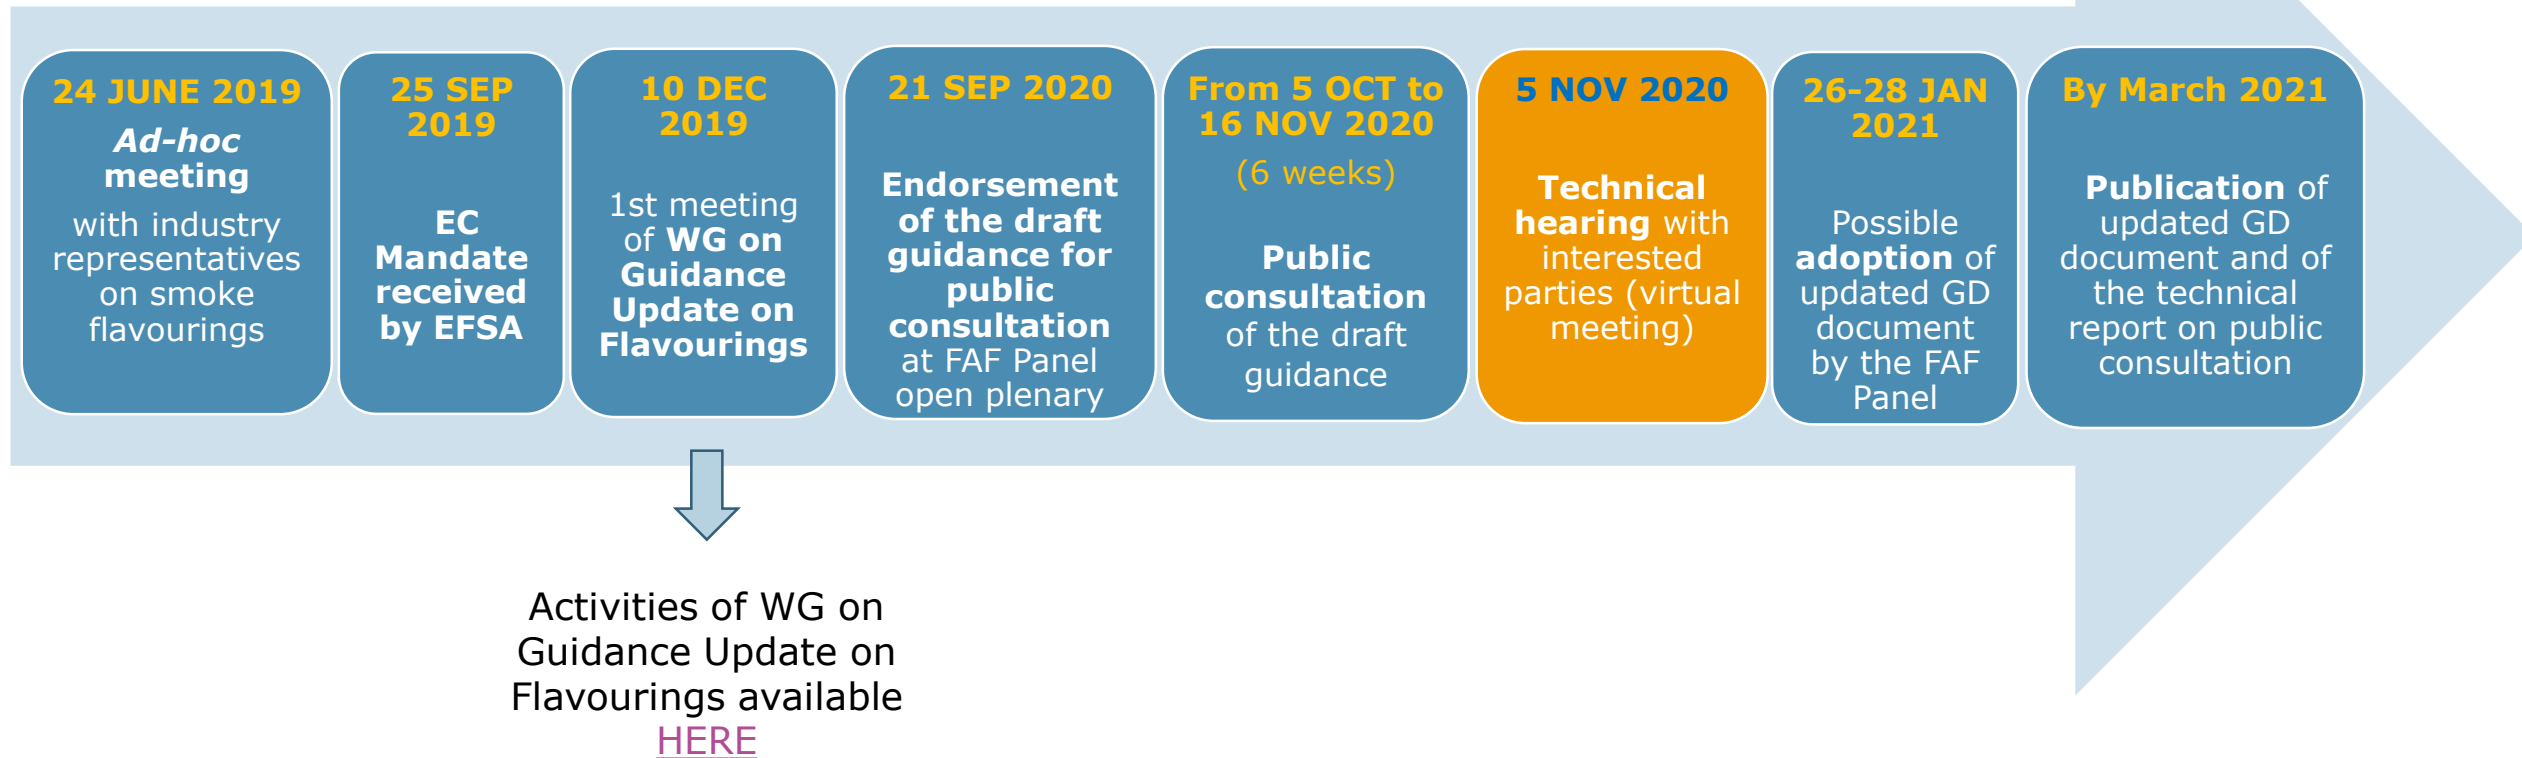 24 JUNE 2019
Ad-hoc
meeting
with industry
representatives
on smoke
flavourings
25 SEP
2019
EC
Mandate
received
by EFSA
10 DEC
2019
1st meeting
of WG on
Guidance
Update on
Flavourings
21 SEP 2020
Endorsement
of the draft
guidance for
public
consultation
at FAF Panel
open plenary
From 5 OCT to
16 NOV 2020
(6 weeks)
Public
consultation
of the draft
guidance
5 NOV 2020
Technical
hearing with
interested
parties (virtual
meeting)
26-28 JAN
2021
Possible
adoption of
updated GD
document
by the FAF
Panel
By March 2021
Publication of
updated GD
document and of
the technical
report on public
consultation
Activities of WG on
Guidance Update on
Flavourings available
HERE